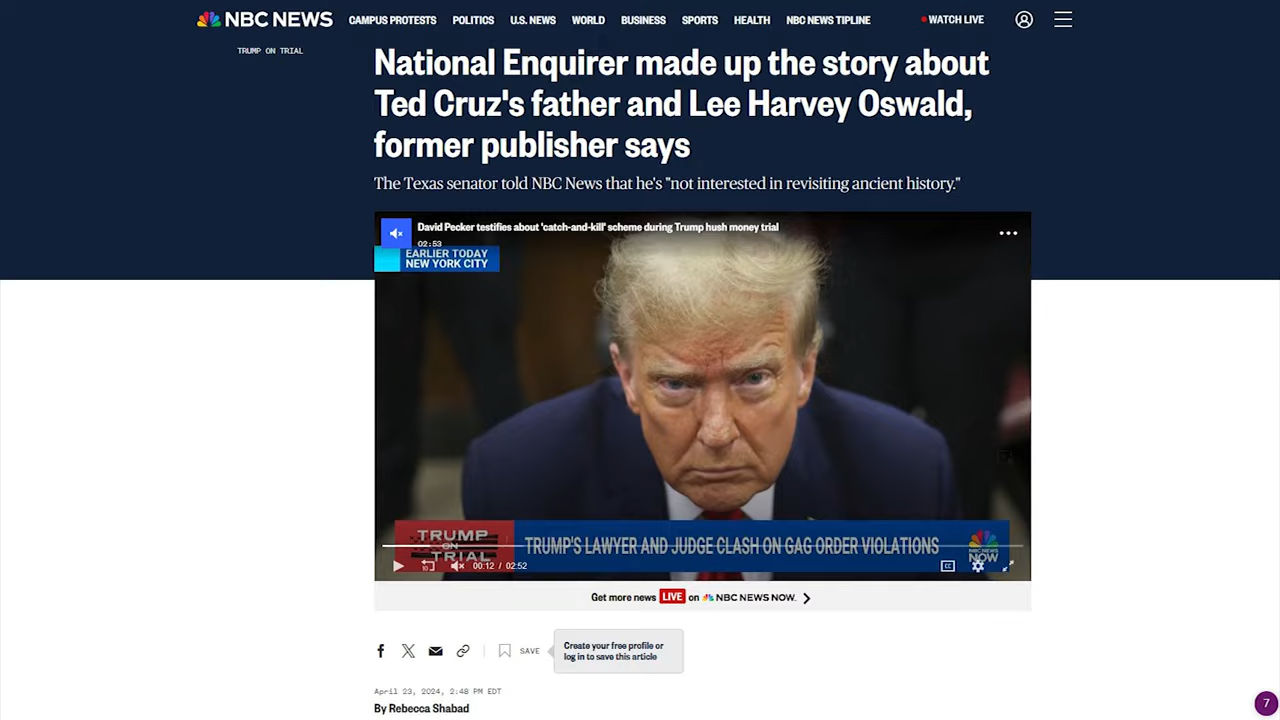 NBC NEWS
CAMPUS PROTESTS POLITICS U.S. NEWS WORLD BUSINESS SPORTS HEALTH NBC NEWS TIPLINE WATCH LIVE
TRUMP ON TRIAL
National Enquirer made up the story about
Ted Cruz's father and Lee Harvey Oswald,
former publisher says
The Texas senator told NBC News that he's "not interested in revisiting ancient history."
David Pecker testifies about 'catch-and-kill' scheme during Trump hush money trial
02:53
EARLIER TODAY
NEW YORK CITY
TRUMP
ON
TRIAL
TRUMP'S LAWYER AND JUDGE CLASH ON GAG ORDER VIOLATIONS
NBC NEWS
NOW
10
00:12 / 02:52
CC
Get more news LIVE on NBC NEWS NOW.
SAVE
Create your free profile or
log in to save this article
April 23, 2024, 2:48 PM EDT
By Rebecca Shabad
7